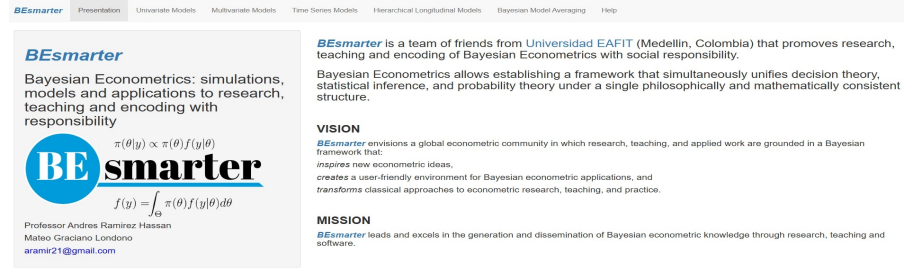 BEsmarter Presentation Univariate Models Multivariate Models Time Series Models Hierarchical Longitudinal Models Bayesian Model Averaging Help
BEsmarter
Bayesian Econometrics: simulations,
models and applications to research,
teaching and encoding with
responsibility
π(θ|y) ∝ π(θ)f(y|θ)
BE smarter
f(y) = ∫_Θ π(θ)f(y|θ)dθ
Professor Andres Ramirez Hassan
Mateo Graciano Londono
aramir21@gmail.com
BEsmarter is a team of friends from Universidad EAFIT (Medellin, Colombia) that promotes research,
teaching and encoding of Bayesian Econometrics with social responsibility.
Bayesian Econometrics allows establishing a framework that simultaneously unifies decision theory,
statistical inference, and probability theory under a single philosophically and mathematically consistent
structure.
VISION
BEsmarter envisions a global econometric community in which research, teaching, and applied work are grounded in a Bayesian
framework that:
inspires new econometric ideas,
creates a user-friendly environment for Bayesian econometric applications, and
transforms classical approaches to econometric research, teaching, and practice.
MISSION
BEsmarter leads and excels in the generation and dissemination of Bayesian econometric knowledge through research, teaching and
software.